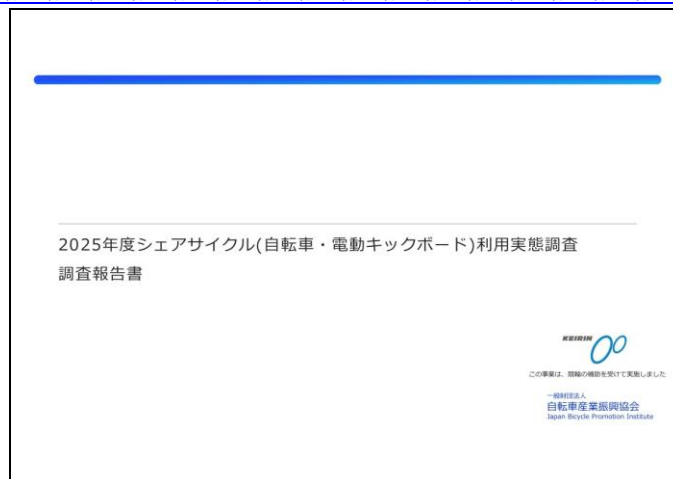 2025年度シェアサイクル(自転車・電動キックボード)利用実態調査
調査報告書
KEIRIN
この事業は、競輪の補助を受けて実施しました
一般財団法人
自転車産業振興協会
Japan Bicycle Promotion Institute